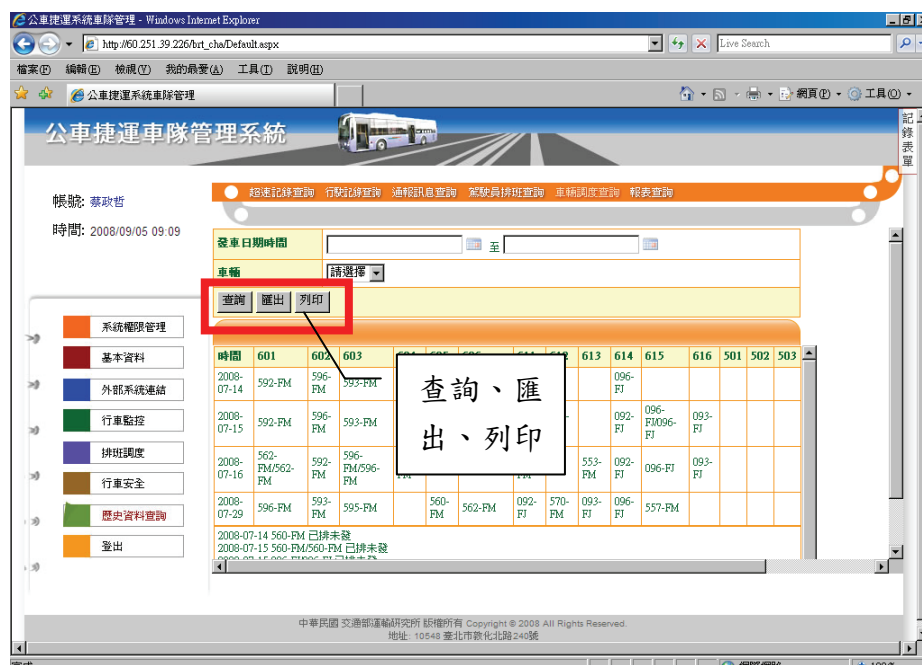 公車捷運系統車隊管理 - Windows Internet Explorer
http://60.251.39.226/brt_cha/Default.aspx
Live Search
檔案(F) 編輯(E) 檢視(V) 我的最愛(A) 工具(T) 說明(H)
公車捷運系統車隊管理
網頁(P) 工具(O)
記錄表單
公車捷運車隊管理系統
超速記錄查詢 行駛記錄查詢 通報訊息查詢 駕駛員排班查詢 車輛調度查詢 報表查詢
帳號: 蔡政哲
時間: 2008/09/05 09:09
發車日期時間 至
車輛 請選擇
查詢 匯出 列印
系統權限管理
基本資料
外部系統連結
行車監控
排班調度
行車安全
歷史資料查詢
登出
時間 601 602 603 613 614 615 616 501 502 503
2008-07-14 592-FM 596-FM 593-FM 096-FJ
2008-07-15 592-FM 596-FM 593-FM 092-FJ 096-FJ/096-FJ 093-FJ
2008-07-16 562-FM/562-FM 592-FM 596-FM/596-FM 553-FM 092-FJ 096-FJ 093-FJ
2008-07-29 596-FM 593-FM 595-FM 560-FM 562-FM 092-FJ 570-FM 093-FJ 096-FJ 557-FM
查詢、匯
出、列印
2008-07-14 560-FM 已排未發
2008-07-15 560-FM/560-FM 已排未發
中華民國 交通部運輸研究所 版權所有 Copyright © 2008 All Rights Reserved.
地址: 10548 臺北市敦化北路240號